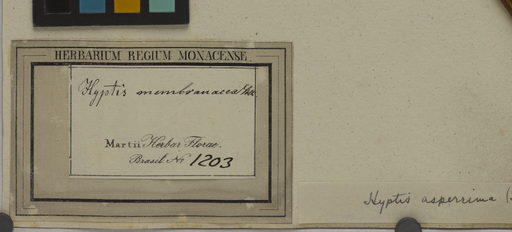 HERBARIUM REGIUM MONACENSE.
Hyptis membranacea
Martii Herbar. Florae.
Brasil. No 1203
Hyptis asperrima